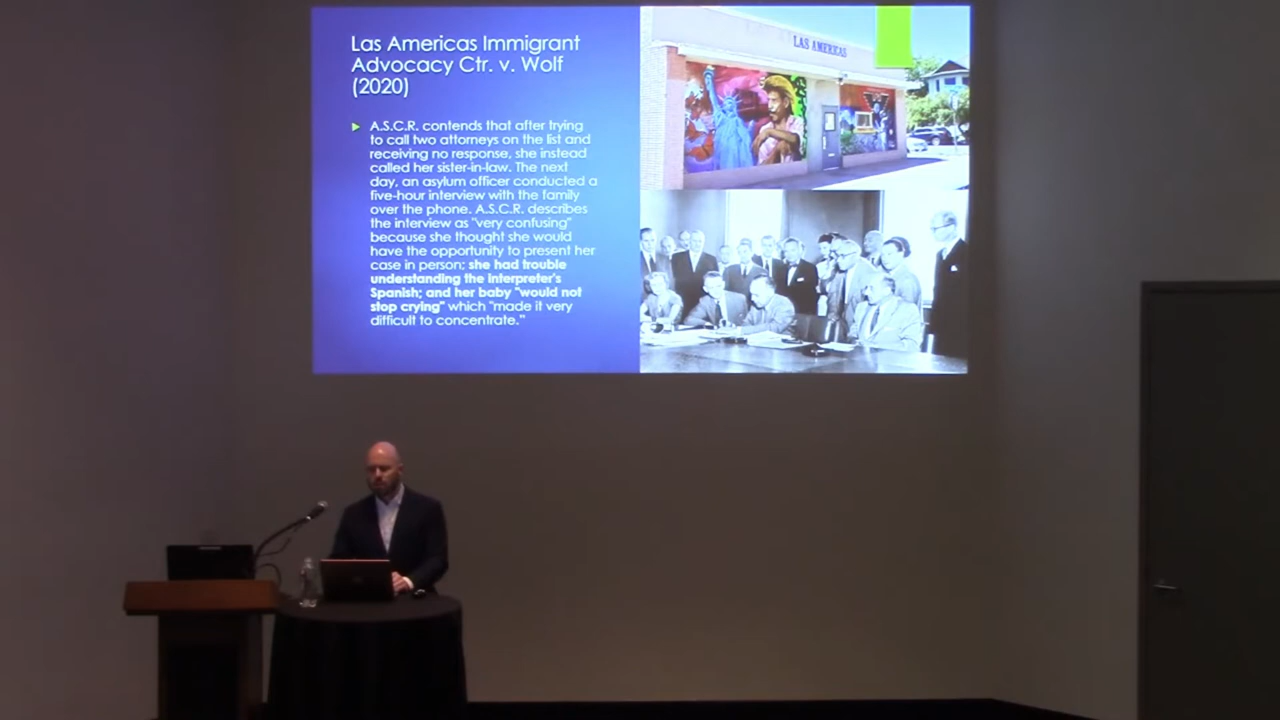 Las Americas Immigrant
Advocacy Ctr. v. Wolf
(2020)
A.S.C.R. contends that after trying
to call two attorneys on the list and
receiving no response, she instead
called her sister-in-law. The next
day, an asylum officer conducted a
five-hour interview with the family
over the phone. A.S.C.R. describes
the interview as "very confusing"
because she thought she would
have the opportunity to present her
case in person; she had trouble
understanding the interpreter's
Spanish; and her baby "would not
stop crying" which "made it very
difficult to concentrate."
LAS AMERICAS